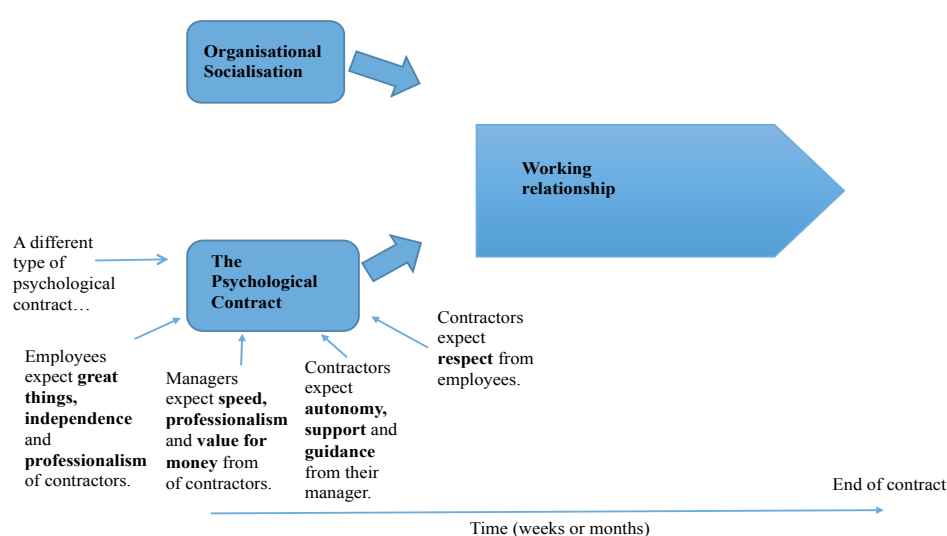 Organisational
Socialisation
Working
relationship
A different
type of
psychological
contract…
The
Psychological
Contract
Employees
expect great
things,
independence
and
professionalism
of contractors.
Managers
expect speed,
professionalism
and value for
money from
of contractors.
Contractors
expect
autonomy,
support and
guidance
from their
manager.
Contractors
expect
respect from
employees.
End of contract
Time (weeks or months)